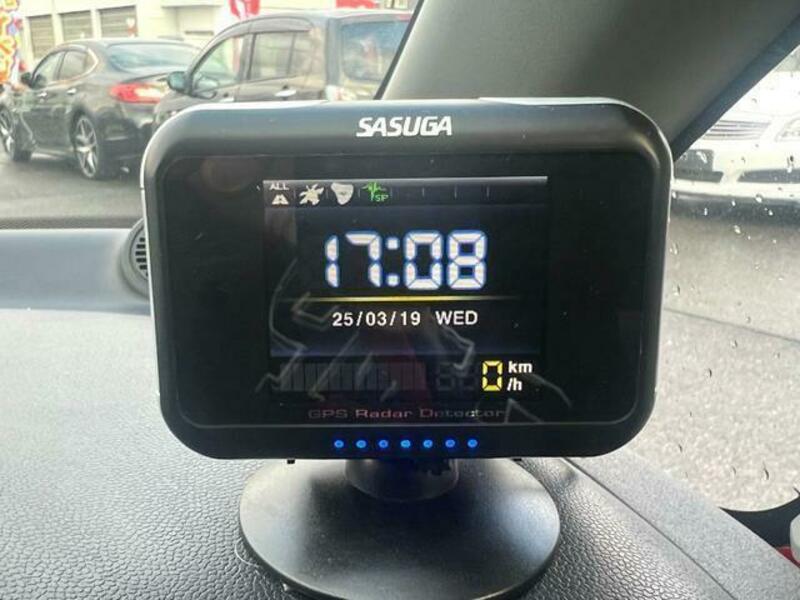 SASUGA
ALL
SP
17:08
25/03/19 WED
0 km/h
GPS Radar Detector